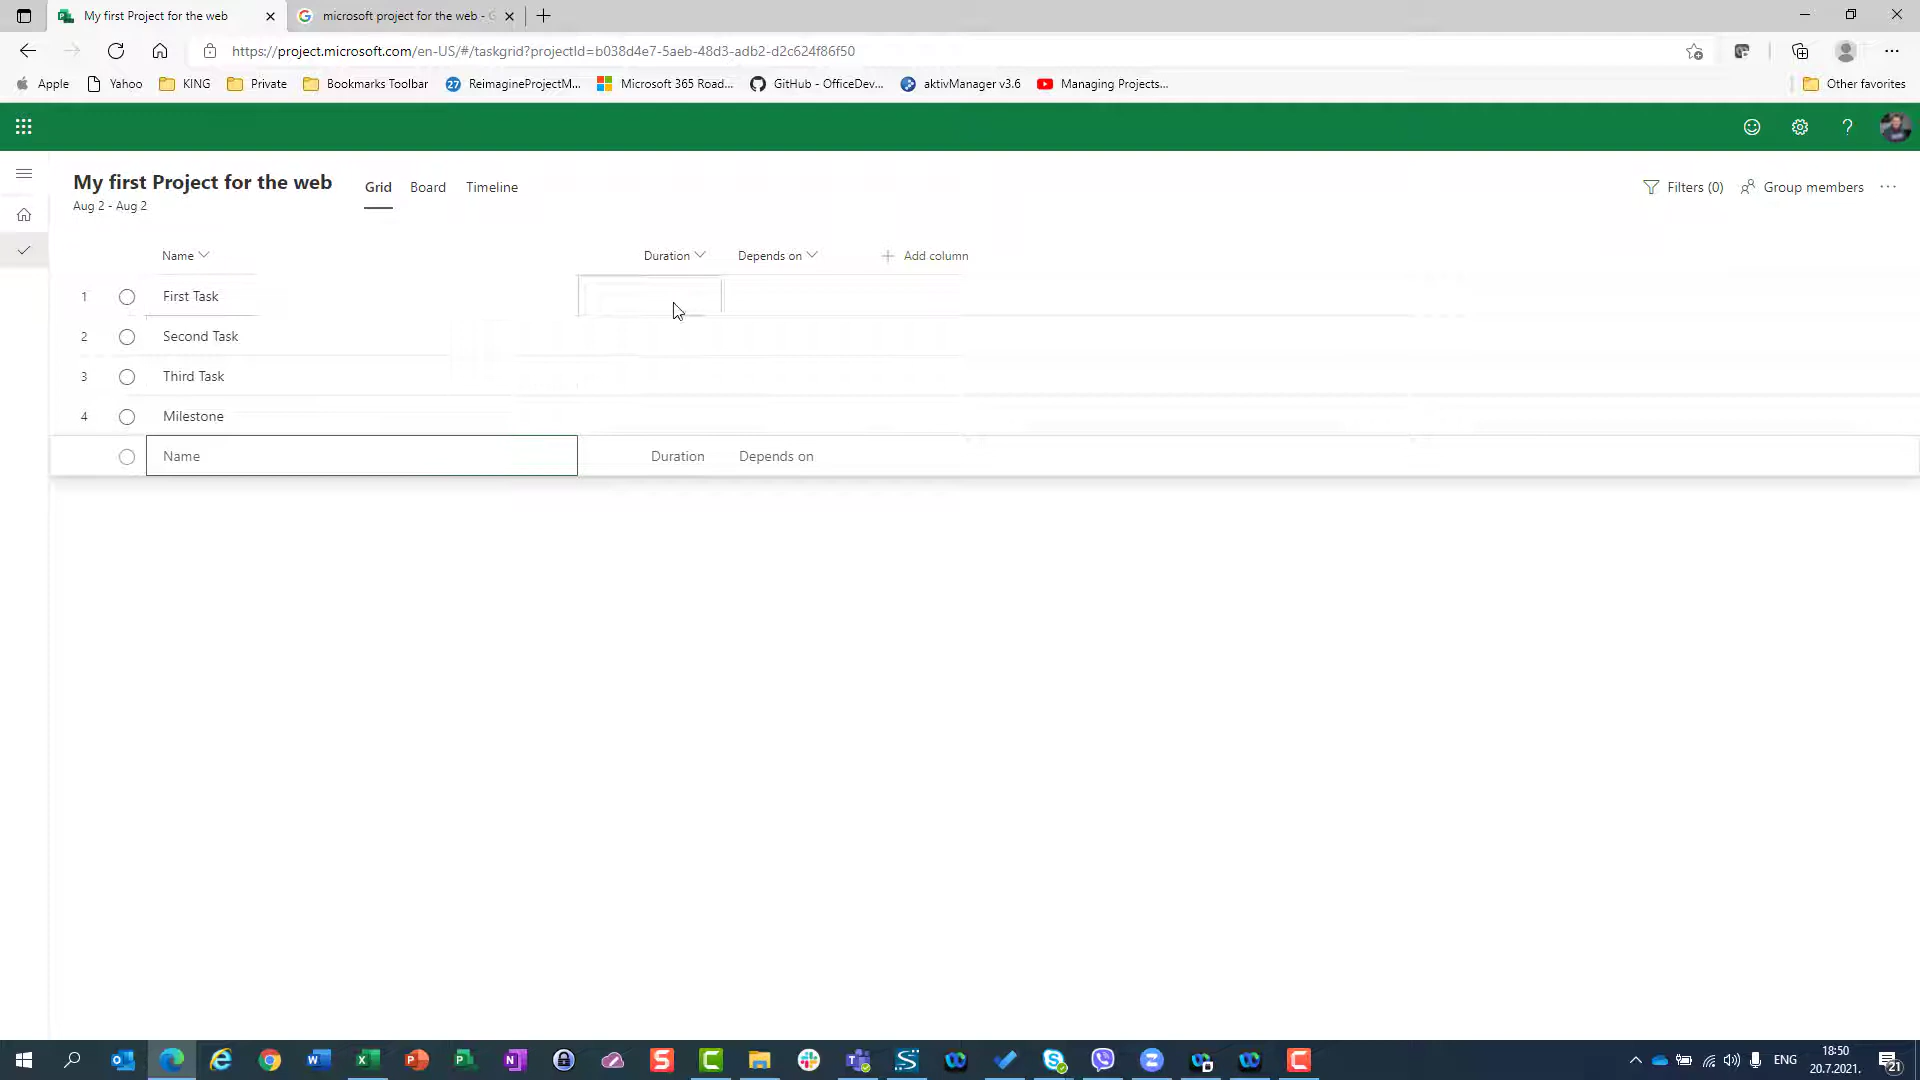 My first Project for the web
microsoft project for the web - G
https://project.microsoft.com/en-US/#/taskgrid?projectId=b038d4e7-5aeb-48d3-adb2-d2c624f86f50
Apple Yahoo KING Private Bookmarks Toolbar ReimagineProjectM... Microsoft 365 Road... GitHub - OfficeDev... aktivManager v3.6 Managing Projects... Other favorites
My first Project for the web Grid Board Timeline Filters (0) Group members
Aug 2 - Aug 2
Name Duration Depends on Add column
1 First Task
2 Second Task
3 Third Task
4 Milestone
Name Duration Depends on
ENG 18:50
20.7.2021. 21